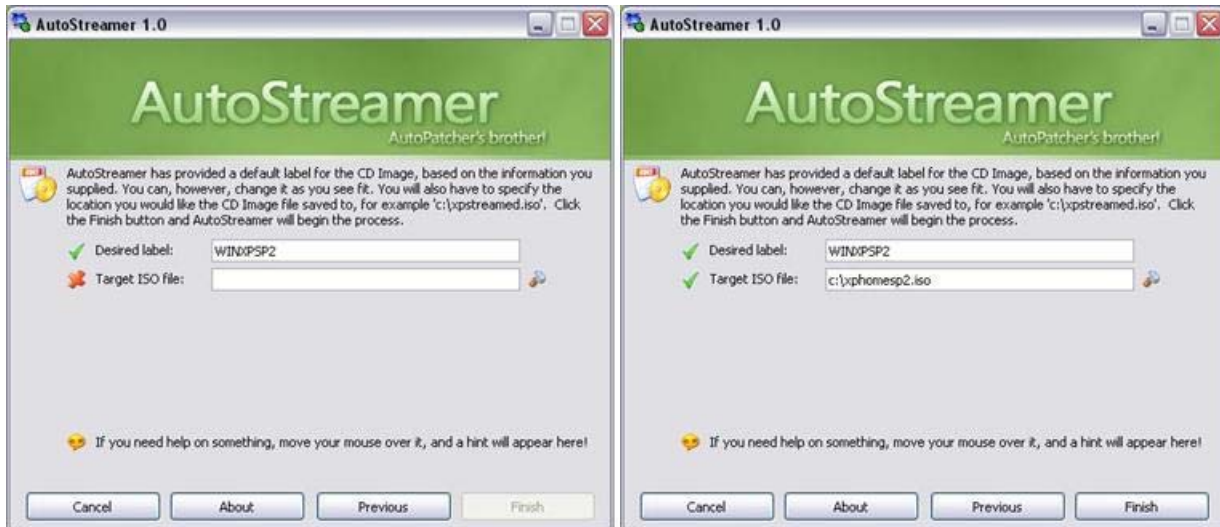 AutoStreamer 1.0
AutoStreamer
AutoPatcher's brother!
AutoStreamer has provided a default label for the CD Image, based on the information you
supplied. You can, however, change it as you see fit. You will also have to specify the
location you would like the CD Image file saved to, for example 'c:\xpstreamed.iso'. Click
the Finish button and AutoStreamer will begin the process.
Desired label: WINXPSP2
Target ISO file:
If you need help on something, move your mouse over it, and a hint will appear here!
Cancel About Previous Finish
AutoStreamer 1.0
AutoStreamer
AutoPatcher's brother!
AutoStreamer has provided a default label for the CD Image, based on the information you
supplied. You can, however, change it as you see fit. You will also have to specify the
location you would like the CD Image file saved to, for example 'c:\xpstreamed.iso'. Click
the Finish button and AutoStreamer will begin the process.
Desired label: WINXPSP2
Target ISO file: c:\xphomesp2.iso
If you need help on something, move your mouse over it, and a hint will appear here!
Cancel About Previous Finish